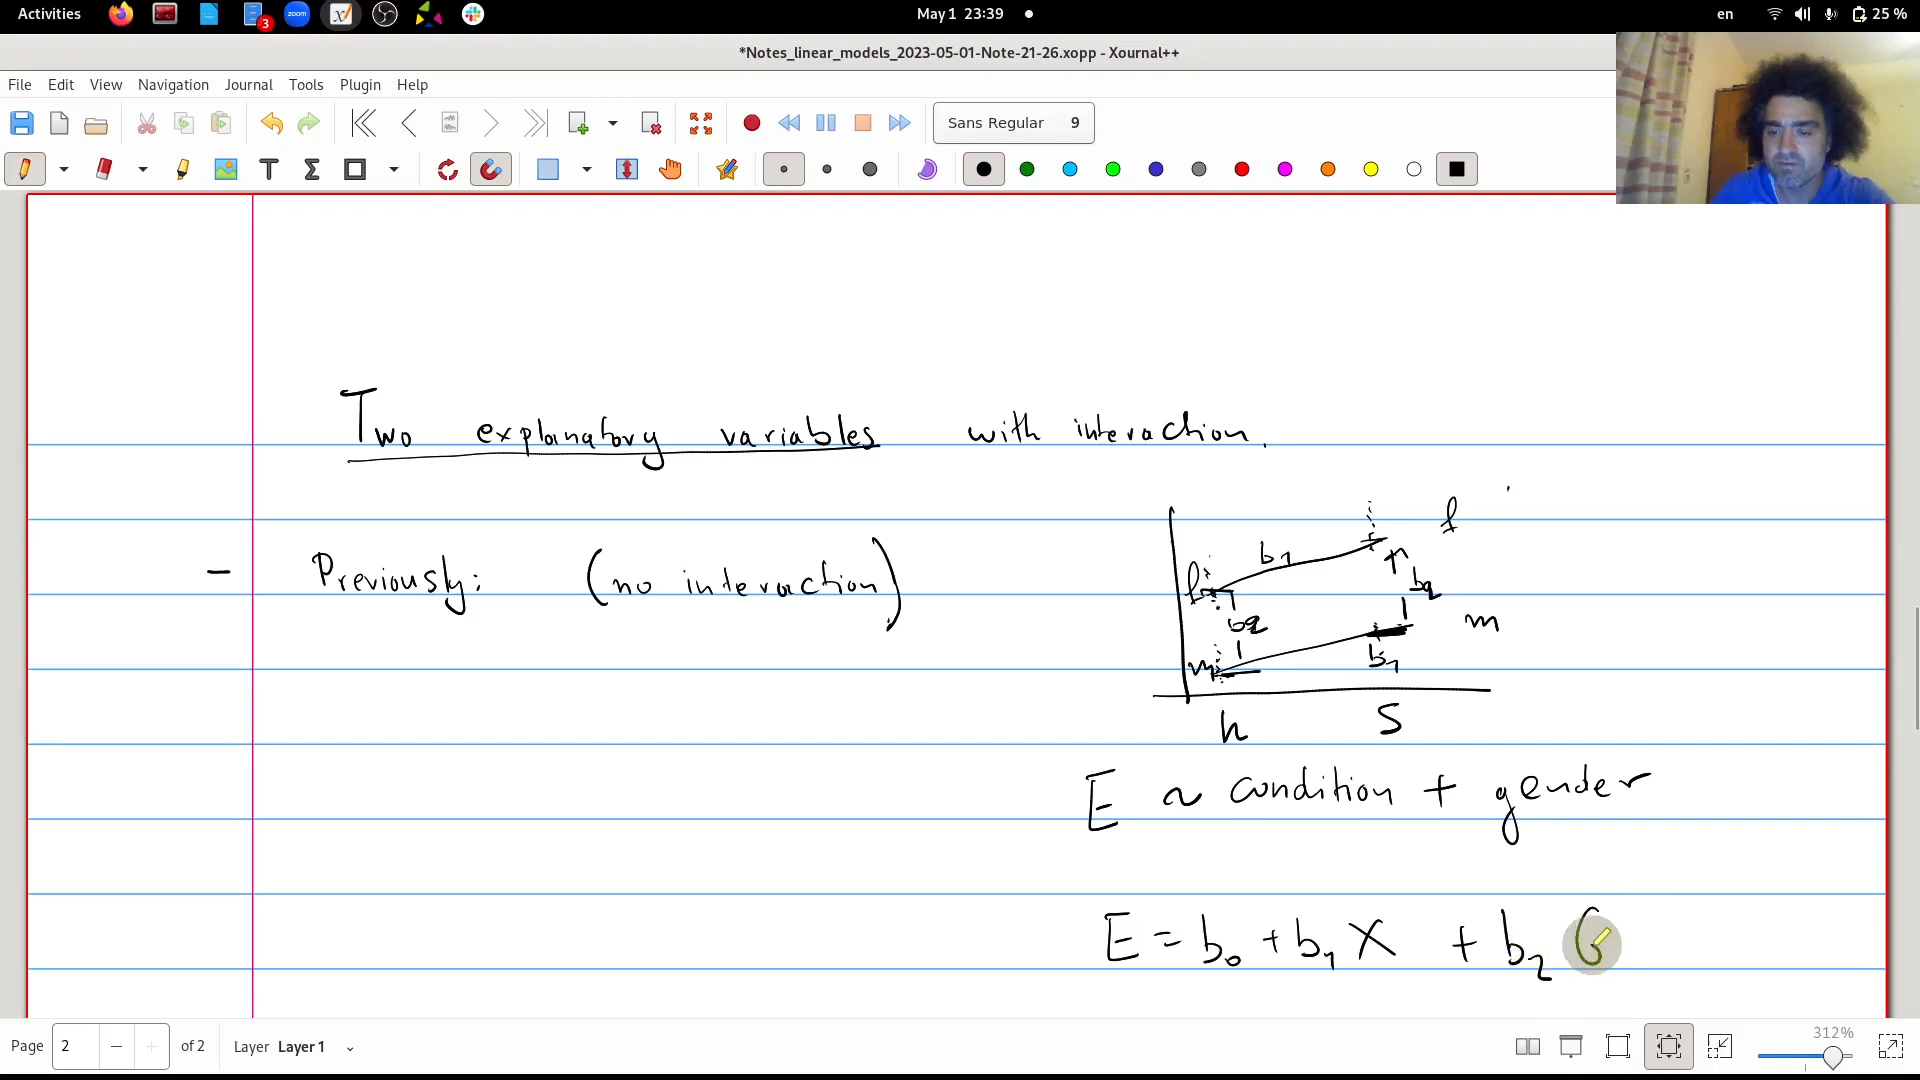 Activities
3
zoom
May 1 23:39
en
25 %
*Notes_linear_models_2023-05-01-Note-21-26.xopp - Xournal++
File Edit View Navigation Journal Tools Plugin Help
Sans Regular 9
Two explanatory variables with interaction.
- Previously: (no interaction)
f
b1
f
b2
b2
m
m
b1
h S
E ~ condition + gender
E = b0 + b1 X + b2 G
Page 2 of 2 Layer Layer 1
312%